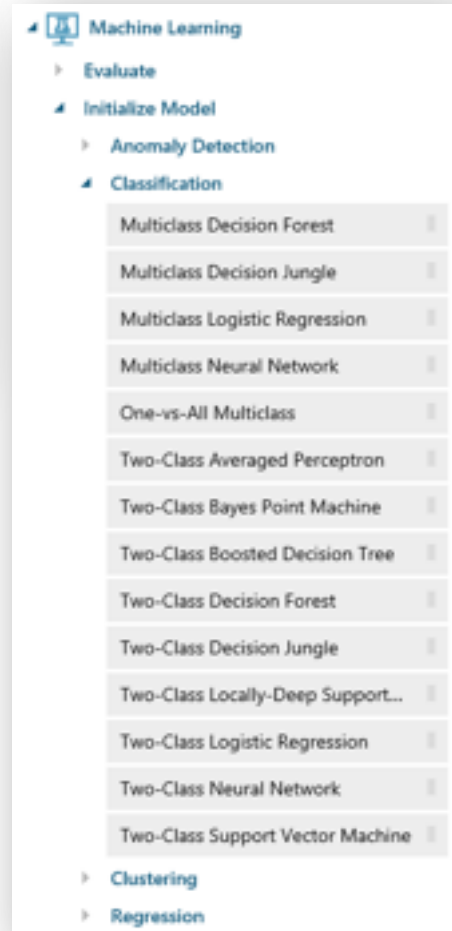 Machine Learning
Evaluate
Initialize Model
Anomaly Detection
Classification
Multiclass Decision Forest
Multiclass Decision Jungle
Multiclass Logistic Regression
Multiclass Neural Network
One-vs-All Multiclass
Two-Class Averaged Perceptron
Two-Class Bayes Point Machine
Two-Class Boosted Decision Tree
Two-Class Decision Forest
Two-Class Decision Jungle
Two-Class Locally-Deep Support...
Two-Class Logistic Regression
Two-Class Neural Network
Two-Class Support Vector Machine
Clustering
Regression